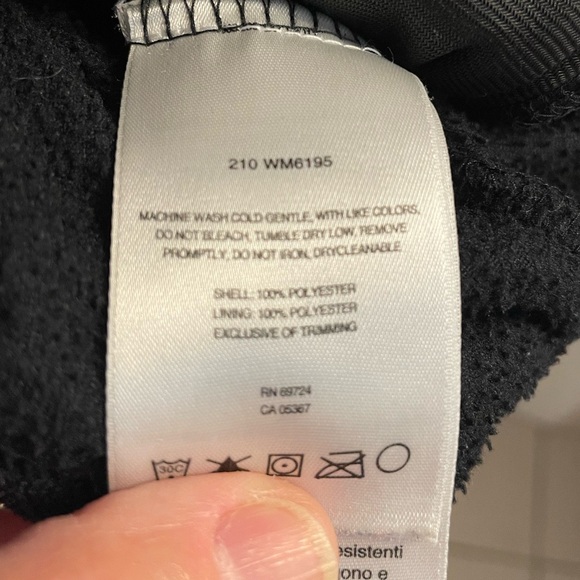 210 WM6195
MACHINE WASH COLD GENTLE, WITH LIKE COLORS,
DO NOT BLEACH, TUMBLE DRY LOW, REMOVE
PROMPTLY, DO NOT IRON, DRYCLEANABLE
SHELL: 100% POLYESTER
LINING: 100% POLYESTER
EXCLUSIVE OF TRIMMING
RN 89724
CA 05367
30C
esistenti
ono e